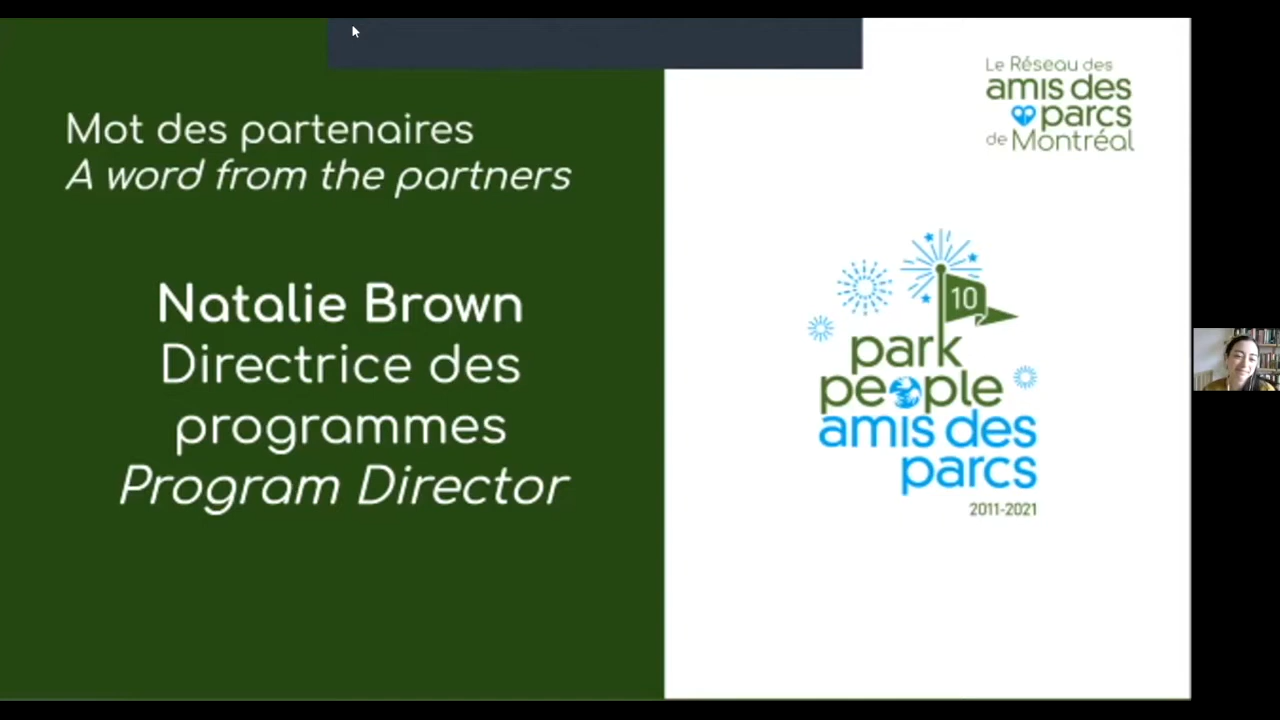 Mot des partenaires
A word from the partners
Natalie Brown
Directrice des
programmes
Program Director
Le Réseau des
amis des
parcs
de Montréal
10
park
people
amis des
parcs
2011-2021